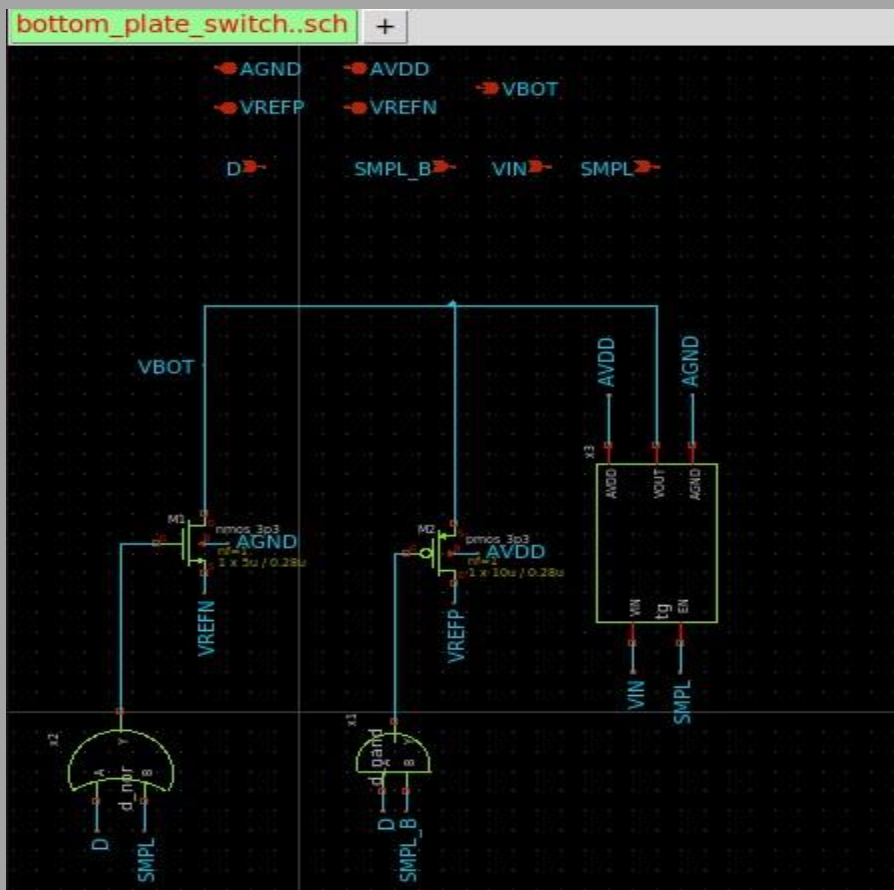 bottom_plate_switch..sch +
AGND AVDD
VBOT
VREFP VREFN
D SMPL_B VIN SMPL
VBOT
AVDD
AGND
x3
AVDD
VOUT
AGND
M1
nmos_3p3
AGND
nf=1
1 x 5u / 0.28u
VREFN
M2
pmos_3p3
AVDD
nf=1
1 x 10u / 0.28u
VREFP
VIN
tg
EN
VIN
SMPL
x2
Y
A
d_nor
B
D
SMPL
x1
Y
d_nand
A
B
D
SMPL_B